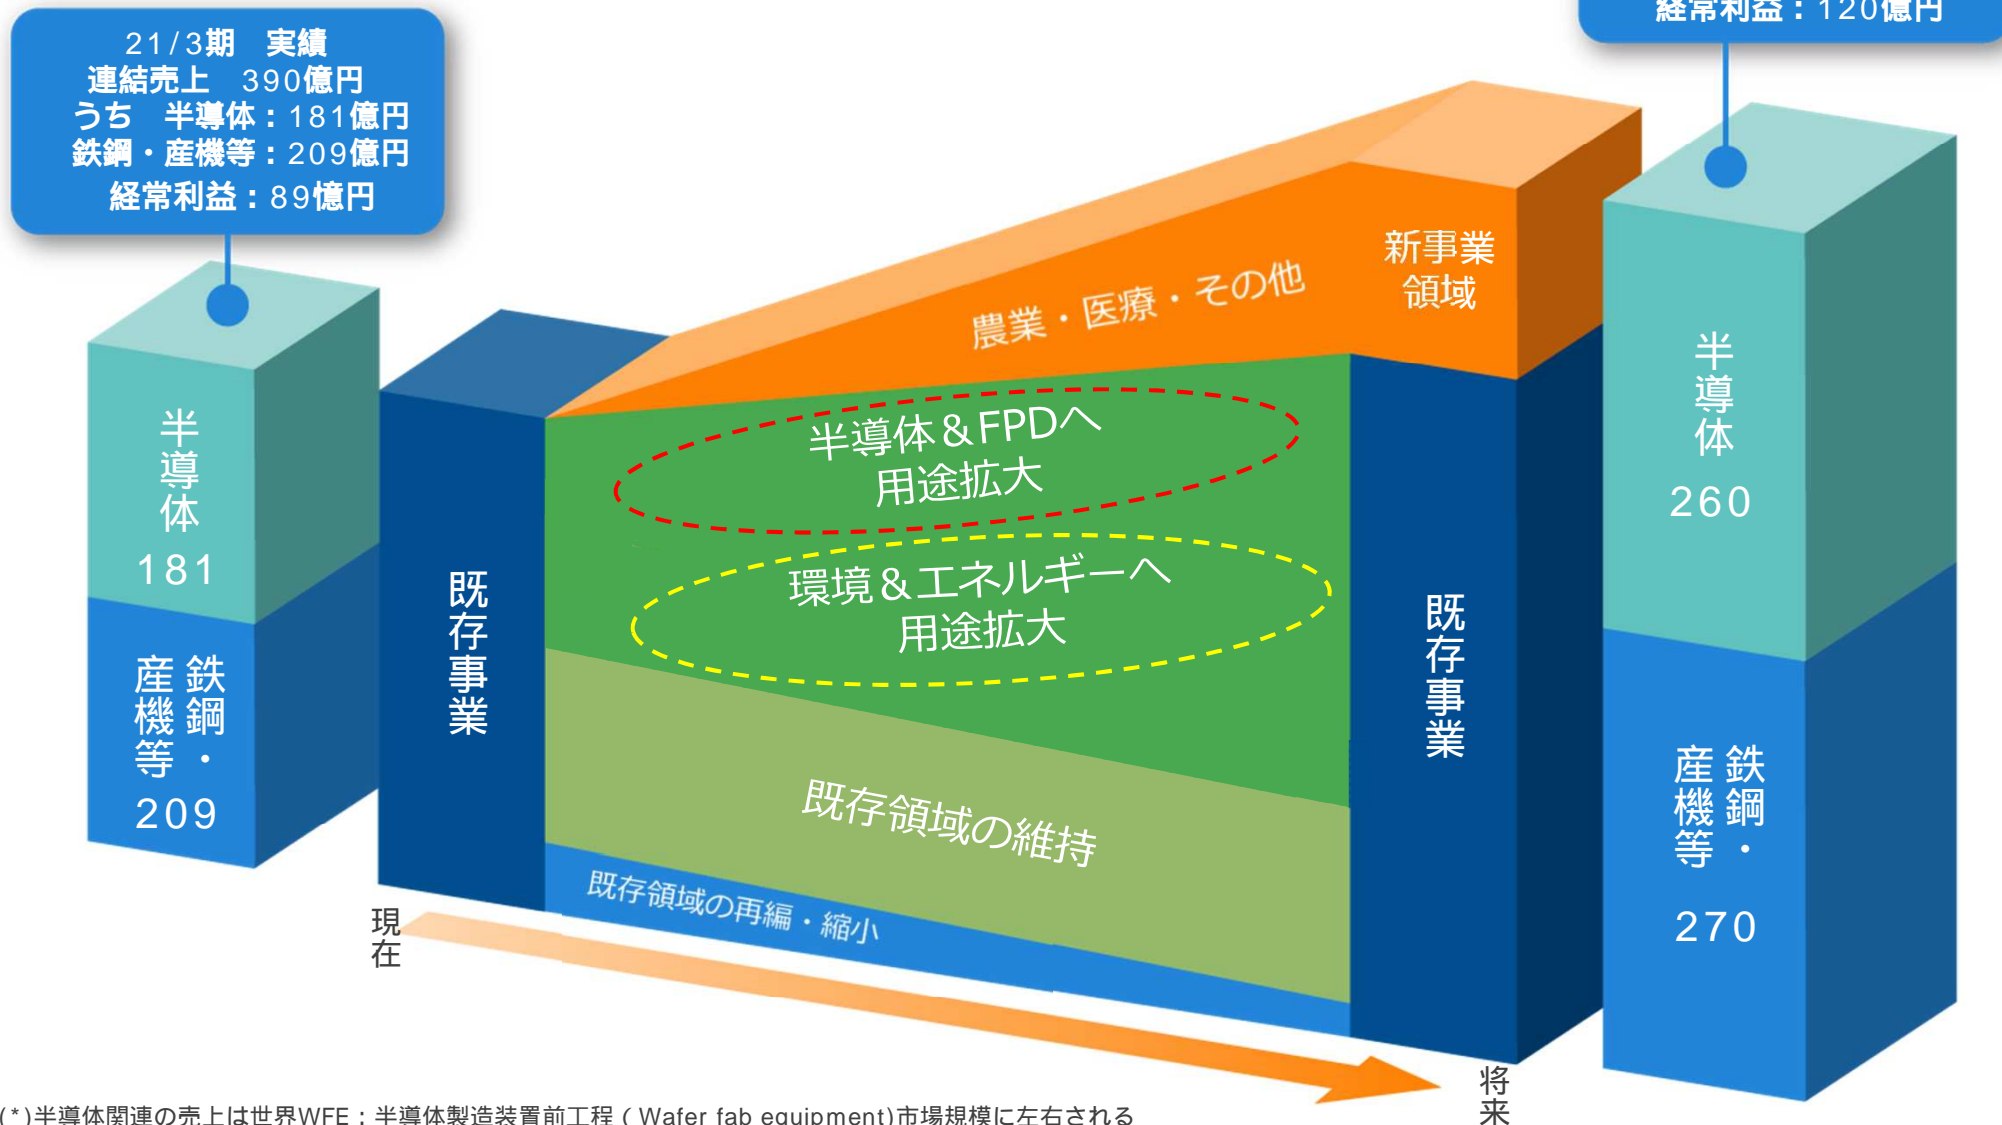 21/3期 実績
連結売上 390億円
うち 半導体：181億円
鉄鋼・産機等：209億円
経常利益：89億円
経常利益：120億円
半導体
181
鉄鋼・
産機等
209
既存事業
農業・医療・その他
新事業
領域
半導体＆FPDへ
用途拡大
環境＆エネルギーへ
用途拡大
既存領域の維持
既存領域の再編・縮小
既存事業
半導体
260
鉄鋼・
産機等
270
現在
将来
(*)半導体関連の売上は世界WFE：半導体製造装置前工程（Wafer fab equipment)市場規模に左右される